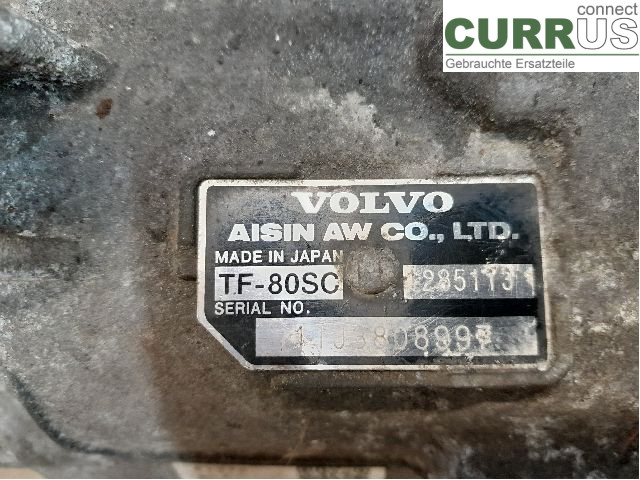 connect
CURRUS
Gebrauchte Ersatzteile
VOLVO
AISIN AW CO., LTD.
MADE IN JAPAN
TF-80SC
SERIAL NO.